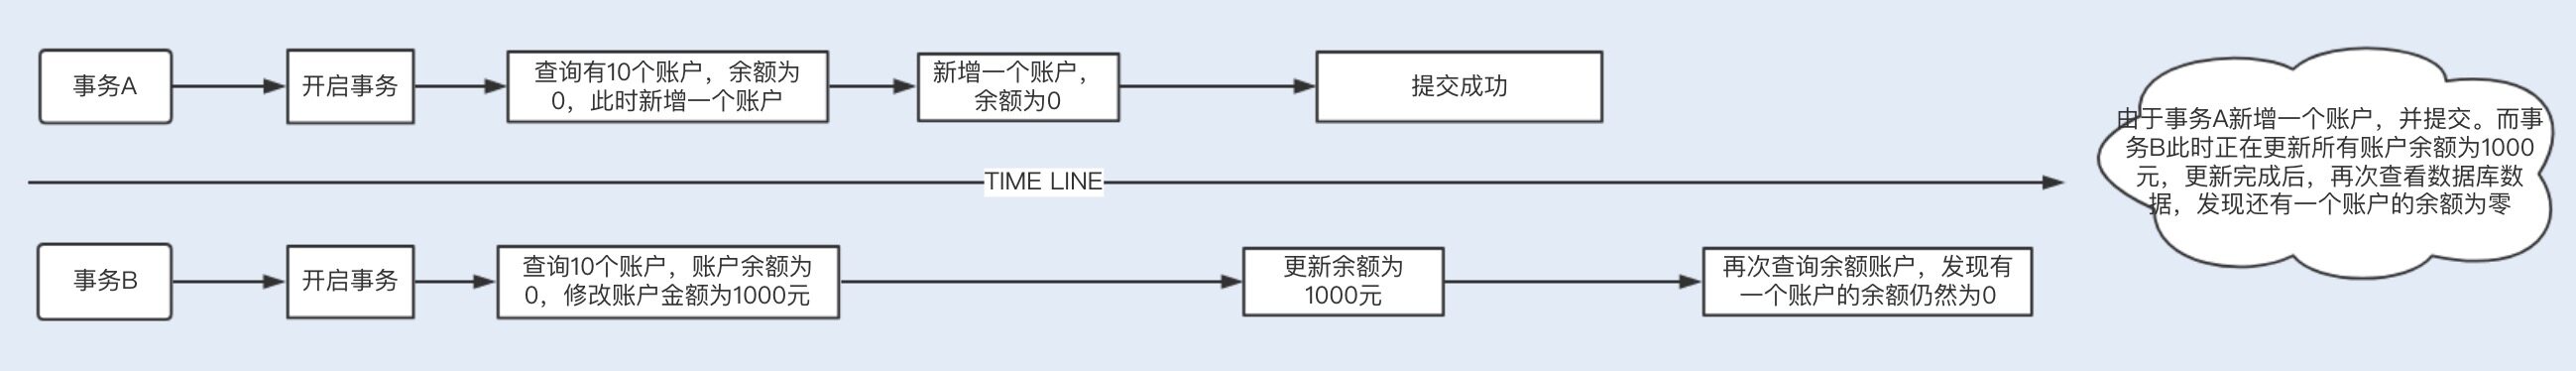 事务A
开启事务
查询有10个账户，余额为
0，此时新增一个账户
新增一个账户，
余额为0
提交成功
TIME LINE
事务B
开启事务
查询10个账户，账户余额为
0，修改账户金额为1000元
更新余额为
1000元
再次查询余额账户，发现有
一个账户的余额仍然为0
由于事务A新增一个账户，并提交。而事
务B此时正在更新所有账户余额为1000
元，更新完成后，再次查看数据库数
据，发现还有一个账户的余额为零